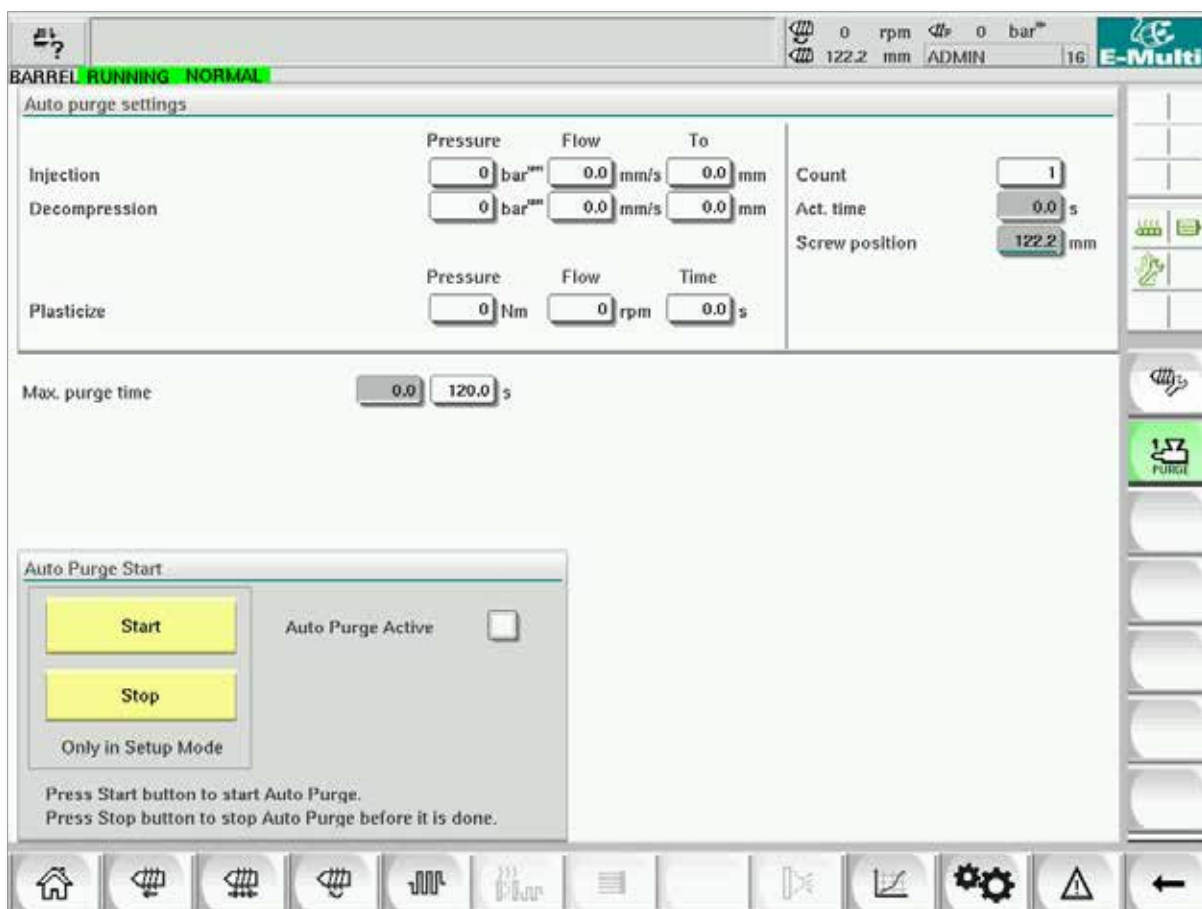 0 rpm 0 bar
E-Multi
122.2 mm ADMIN 16
BARREL RUNNING NORMAL
Auto purge settings
Pressure Flow To
Injection 0 bar 0.0 mm/s 0.0 mm
Decompression 0 bar 0.0 mm/s 0.0 mm
Count 1
Act. time 0.0 s
Screw position 122.2 mm
Pressure Flow Time
Plasticize 0 Nm 0 rpm 0.0 s
Max. purge time 0.0 120.0 s
PURGE
Auto Purge Start
Start
Auto Purge Active
Stop
Only in Setup Mode
Press Start button to start Auto Purge.
Press Stop button to stop Auto Purge before it is done.